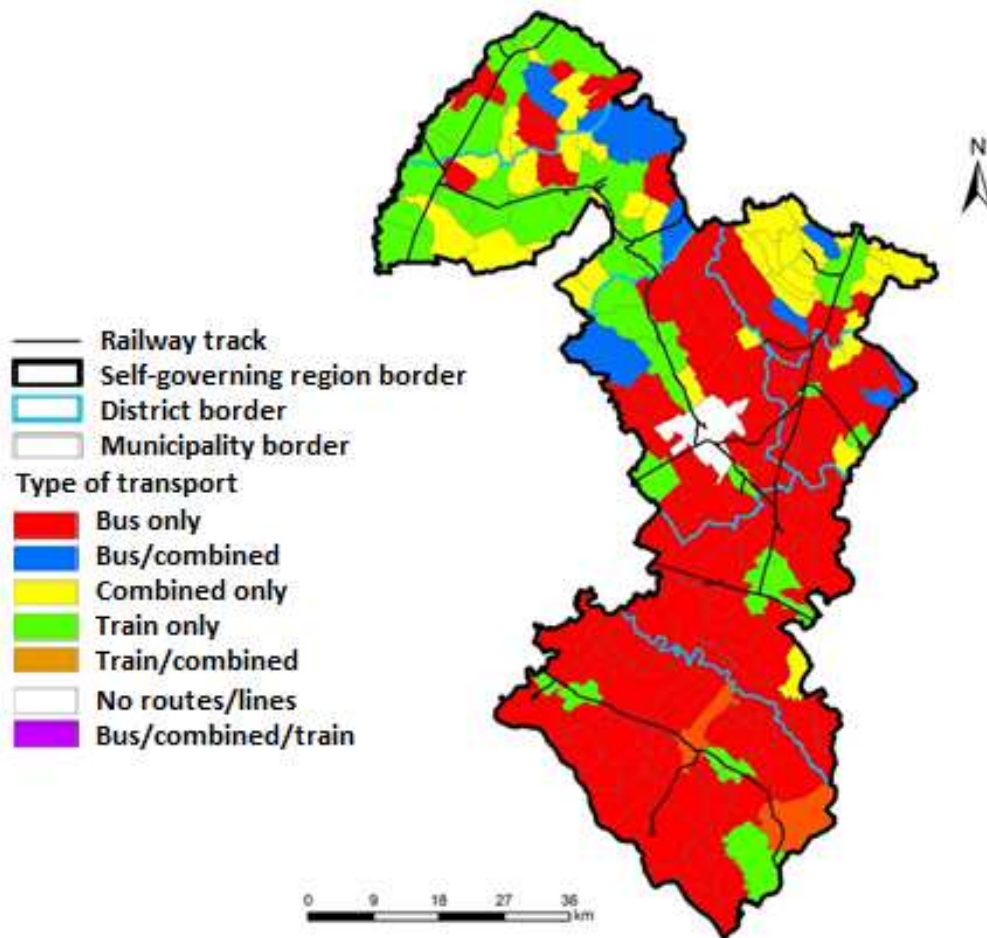 N
Railway track
Self-governing region border
District border
Municipality border
Type of transport
Bus only
Bus/combined
Combined only
Train only
Train/combined
No routes/lines
Bus/combined/train
0 9 18 27 36
km